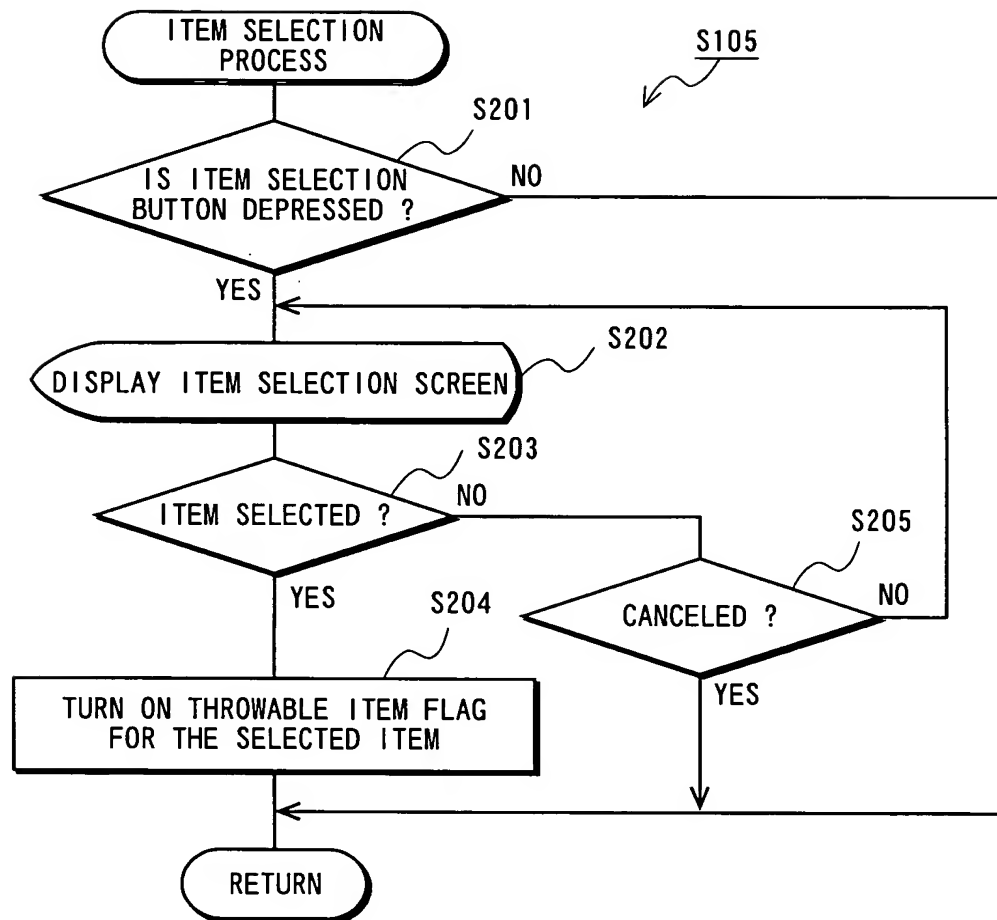 ITEM SELECTION
PROCESS
S105
S201
IS ITEM SELECTION
BUTTON DEPRESSED ?
NO
YES
S202
DISPLAY ITEM SELECTION SCREEN
S203
ITEM SELECTED ?
NO
S205
YES
CANCELED ?
NO
S204
YES
TURN ON THROWABLE ITEM FLAG
FOR THE SELECTED ITEM
RETURN